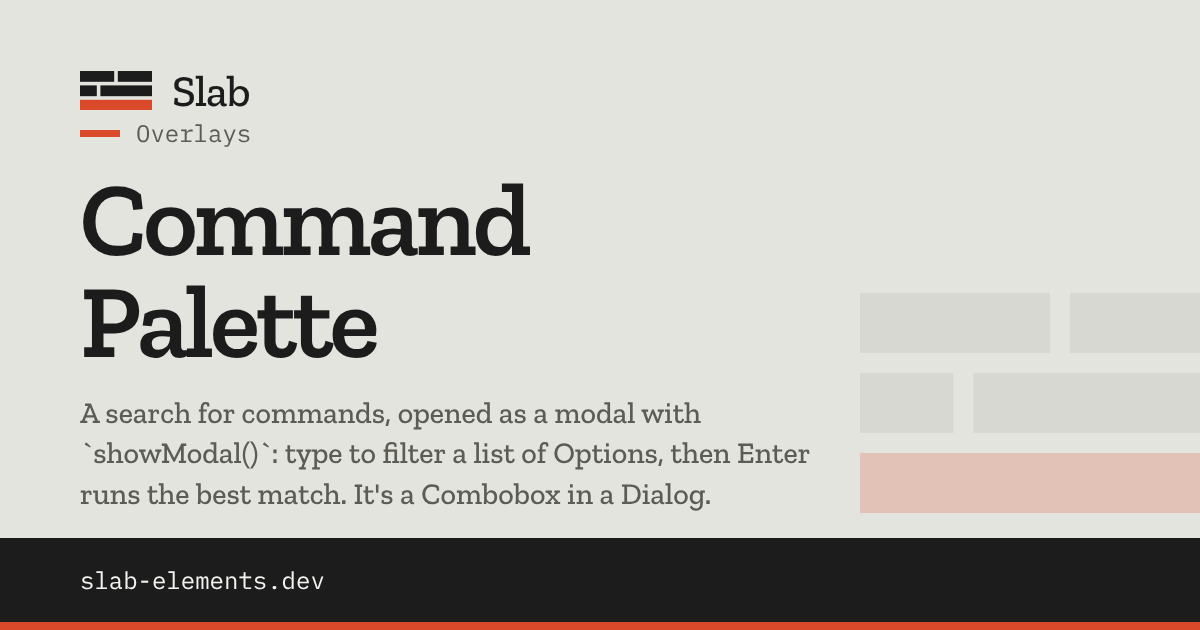 Slab
Overlays
Command
Palette
A search for commands, opened as a modal with
`showModal()`: type to filter a list of Options, then Enter
runs the best match. It's a Combobox in a Dialog.
slab-elements.dev